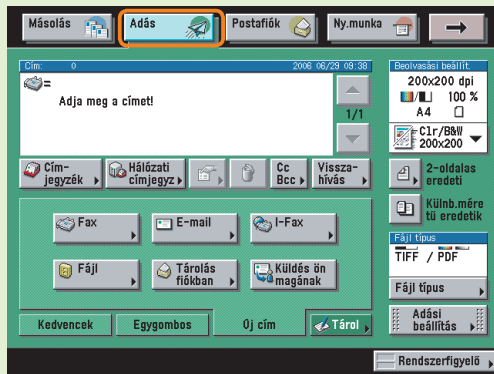 Másolás
Adás
Postafiók
Ny.munka
Cím: 0 2006 06/29 09:38
Adja meg a címet!
1/1
Cím-
jegyzék
Hálózati
címjegyz
Cc
Bcc
Vissza-
hívás
Fax
E-mail
I-Fax
Fájl
Tárolás
fiókban
Küldés ön
magának
Kedvencek
Egygombos
Új cím
Tárol
Beolvasási beállít.
200x200 dpi
100 %
A4
Clr/B&W
200x200
2-oldalas
eredeti
Külnb.mére
tű eredetik
Fájl típus
TIFF / PDF
Fájl típus
Adási
beállítás
Rendszerfigyelő